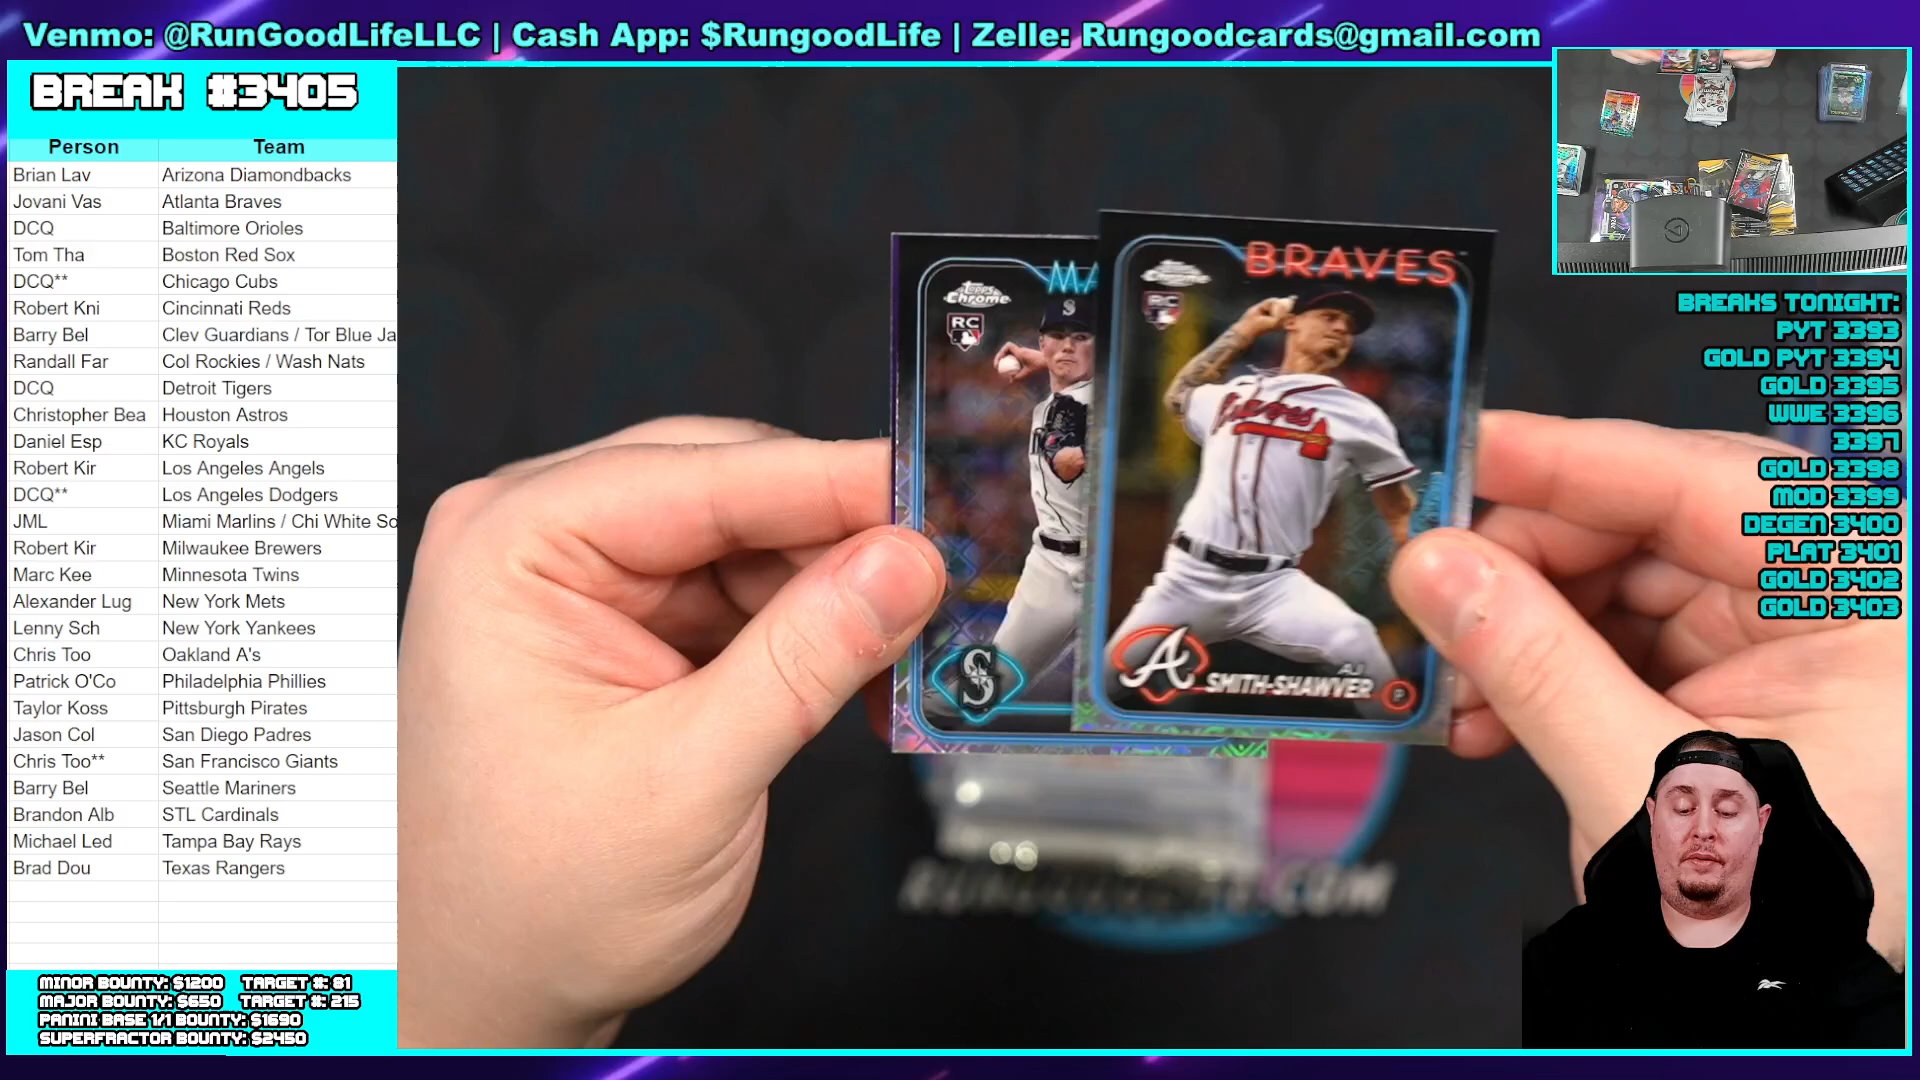 Venmo: @RunGoodLifeLLC | Cash App: $RungoodLife | Zelle: Rungoodcards@gmail.com
BREAK #3405
Person Team
Brian Lav Arizona Diamondbacks
Jovani Vas Atlanta Braves
DCQ Baltimore Orioles
Tom Tha Boston Red Sox
DCQ** Chicago Cubs
Robert Kni Cincinnati Reds
Barry Bel Clev Guardians / Tor Blue Ja
Randall Far Col Rockies / Wash Nats
DCQ Detroit Tigers
Christopher Bea Houston Astros
Daniel Esp KC Royals
Robert Kir Los Angeles Angels
DCQ** Los Angeles Dodgers
JML Miami Marlins / Chi White So
Robert Kir Milwaukee Brewers
Marc Kee Minnesota Twins
Alexander Lug New York Mets
Lenny Sch New York Yankees
Chris Too Oakland A's
Patrick O'Co Philadelphia Phillies
Taylor Koss Pittsburgh Pirates
Jason Col San Diego Padres
Chris Too** San Francisco Giants
Barry Bel Seattle Mariners
Brandon Alb STL Cardinals
Michael Led Tampa Bay Rays
Brad Dou Texas Rangers
MINOR BOUNTY: $1200 TARGET #: 81
MAJOR BOUNTY: $650 TARGET #: 215
PANINI BASE 1/1 BOUNTY: $1690
SUPERFRACTOR BOUNTY: $2450
Topps Chrome
RC
MA
S
S
Topps Chrome
RC
BRAVES
Braves
A
AJ
SMITH-SHAWVER
P
BREAKS TONIGHT:
PYT 3393
GOLD PYT 3394
GOLD 3395
WWE 3396
3397
GOLD 3398
MOD 3399
DEGEN 3400
PLAT 3401
GOLD 3402
GOLD 3403